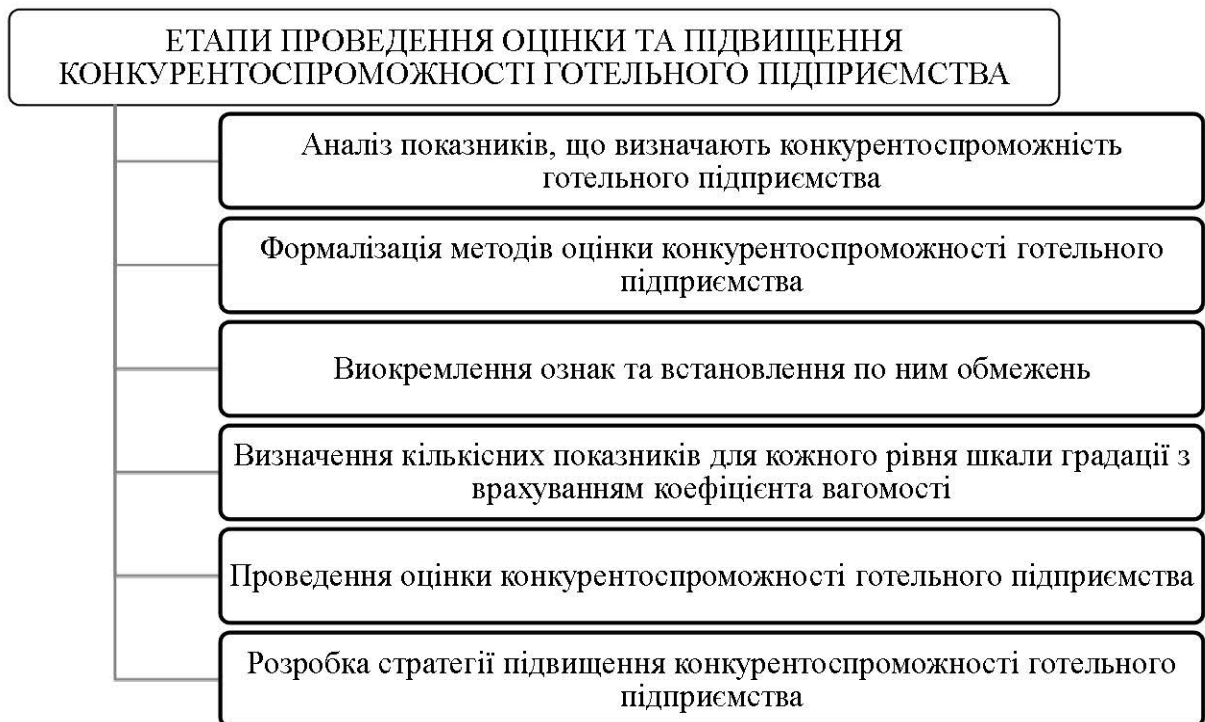 ЕТАПИ ПРОВЕДЕННЯ ОЦІНКИ ТА ПІДВИЩЕННЯ
КОНКУРЕНТОСПРОМОЖНОСТІ ГОТЕЛЬНОГО ПІДПРИЄМСТВА
Аналіз показників, що визначають конкурентоспроможність
готельного підприємства
Формалізація методів оцінки конкурентоспроможності готельного
підприємства
Виокремлення ознак та встановлення по ним обмежень
Визначення кількісних показників для кожного рівня шкали градації з
врахуванням коефіцієнта вагомості
Проведення оцінки конкурентоспроможності готельного підприємства
Розробка стратегії підвищення конкурентоспроможності готельного
підприємства